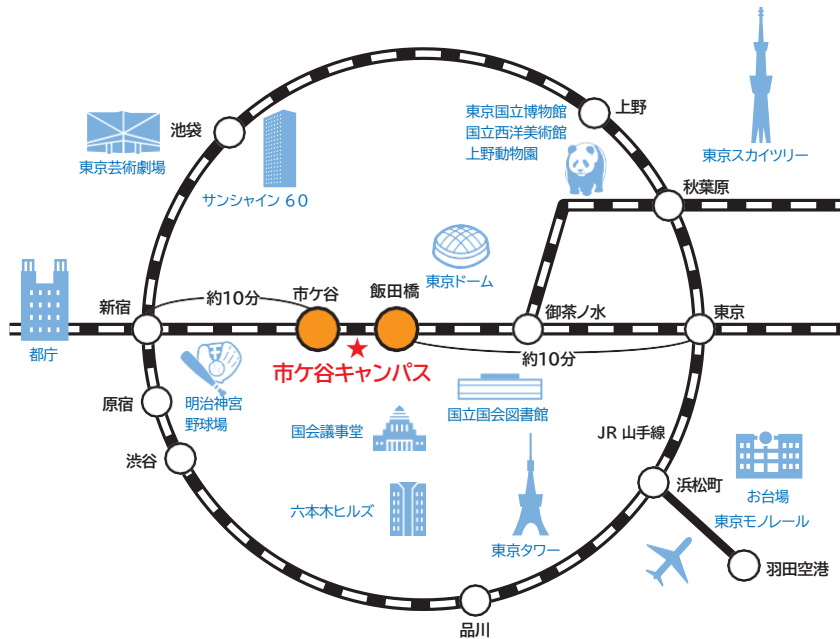 池袋
東京芸術劇場
サンシャイン 60
東京国立博物館
国立西洋美術館
上野動物園
上野
東京スカイツリー
秋葉原
東京ドーム
新宿
約10分
市ケ谷
飯田橋
御茶ノ水
東京
都庁
市ケ谷キャンパス
約10分
原宿
明治神宮
野球場
国立国会図書館
国会議事堂
JR 山手線
渋谷
浜松町
お台場
六本木ヒルズ
東京タワー
東京モノレール
羽田空港
品川